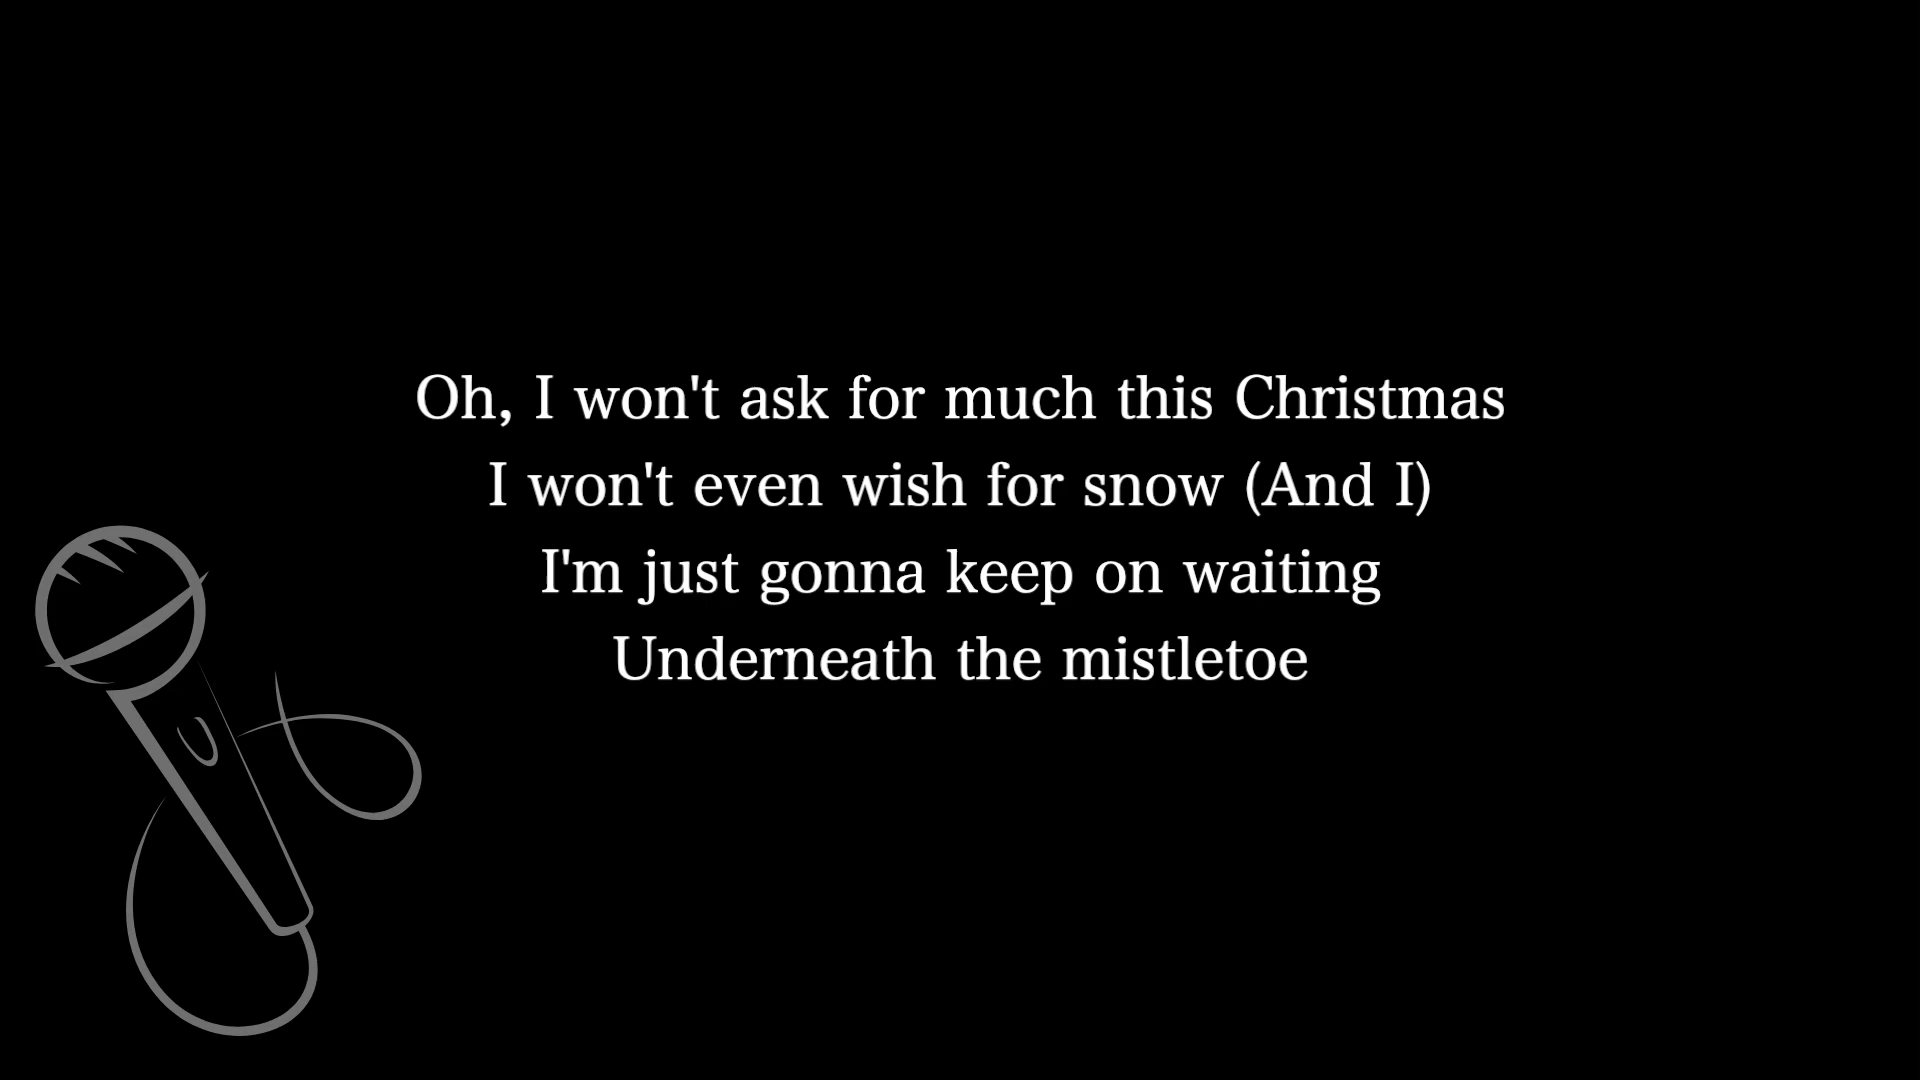 Oh, I won't ask for much this Christmas
I won't even wish for snow (And I)
I'm just gonna keep on waiting
Underneath the mistletoe